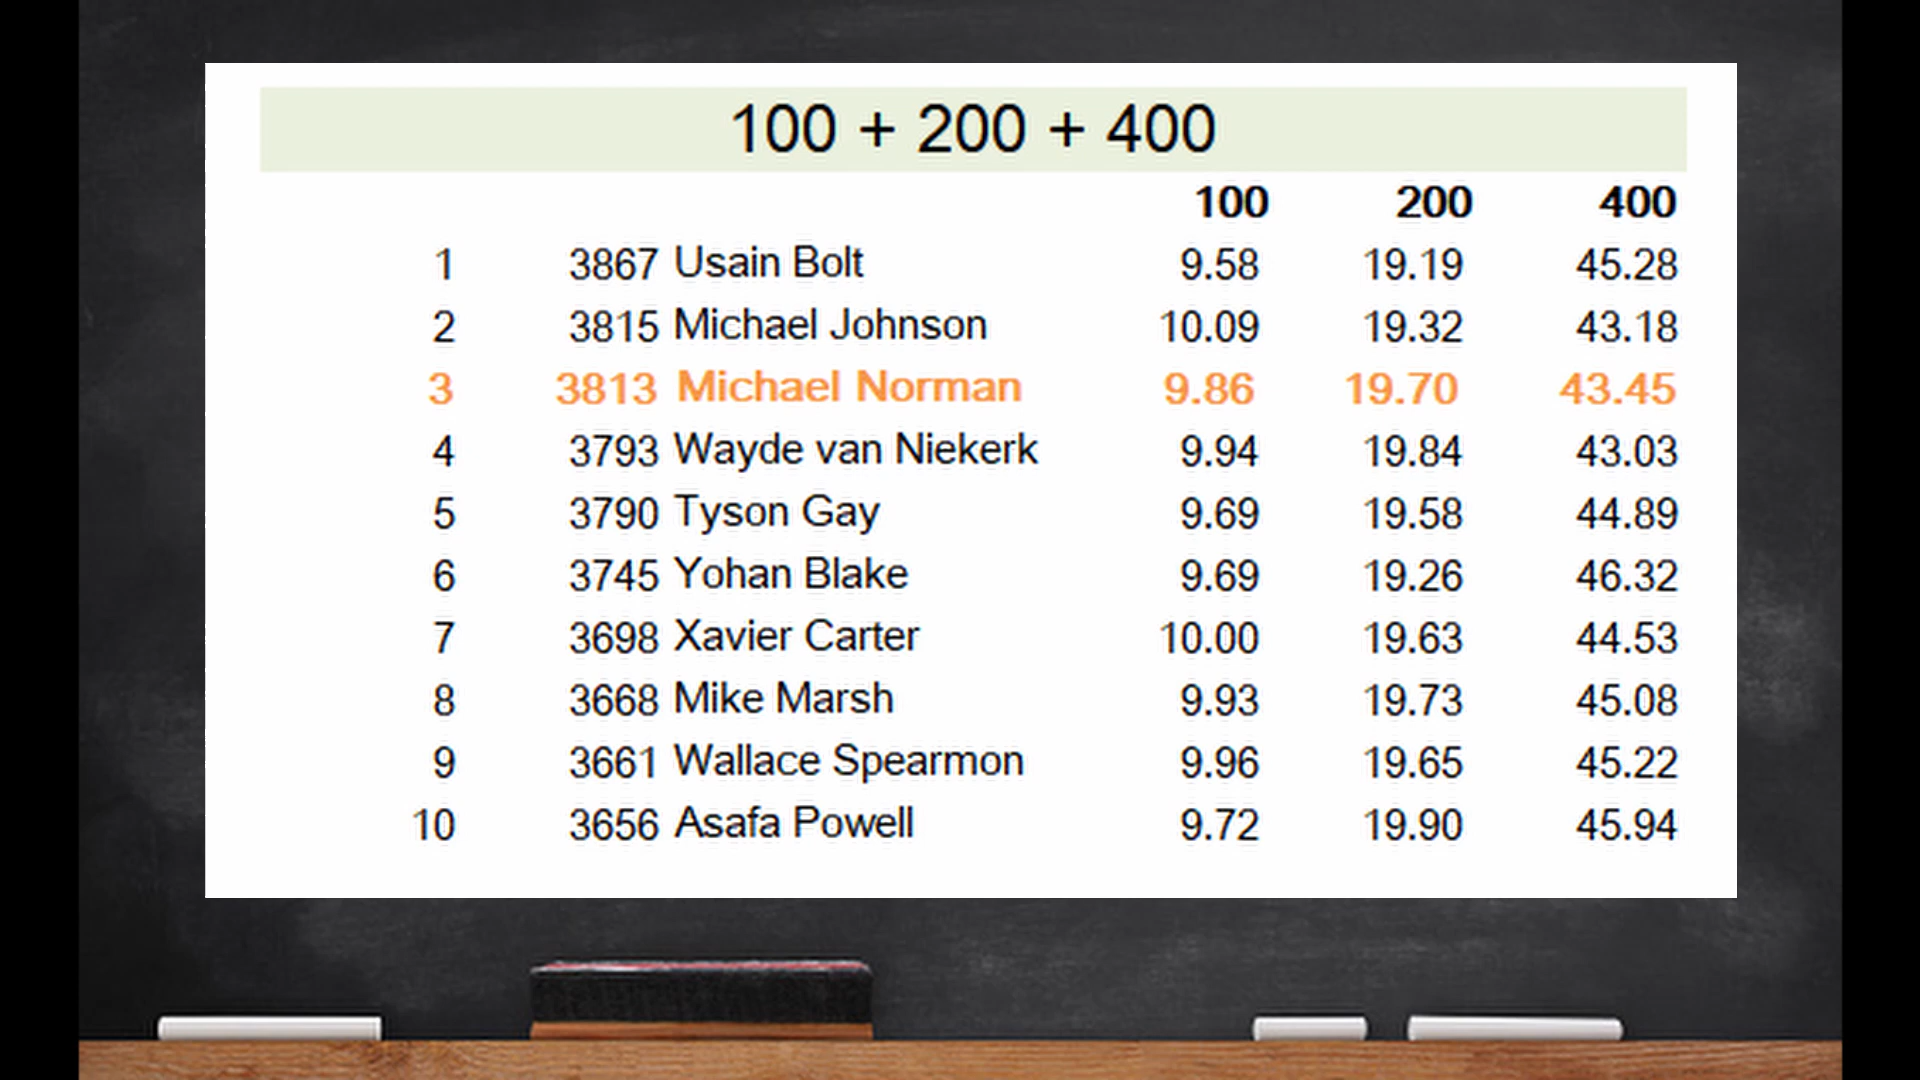 100 + 200 + 400
100 200 400
1 3867 Usain Bolt 9.58 19.19 45.28
2 3815 Michael Johnson 10.09 19.32 43.18
3 3813 Michael Norman 9.86 19.70 43.45
4 3793 Wayde van Niekerk 9.94 19.84 43.03
5 3790 Tyson Gay 9.69 19.58 44.89
6 3745 Yohan Blake 9.69 19.26 46.32
7 3698 Xavier Carter 10.00 19.63 44.53
8 3668 Mike Marsh 9.93 19.73 45.08
9 3661 Wallace Spearmon 9.96 19.65 45.22
10 3656 Asafa Powell 9.72 19.90 45.94